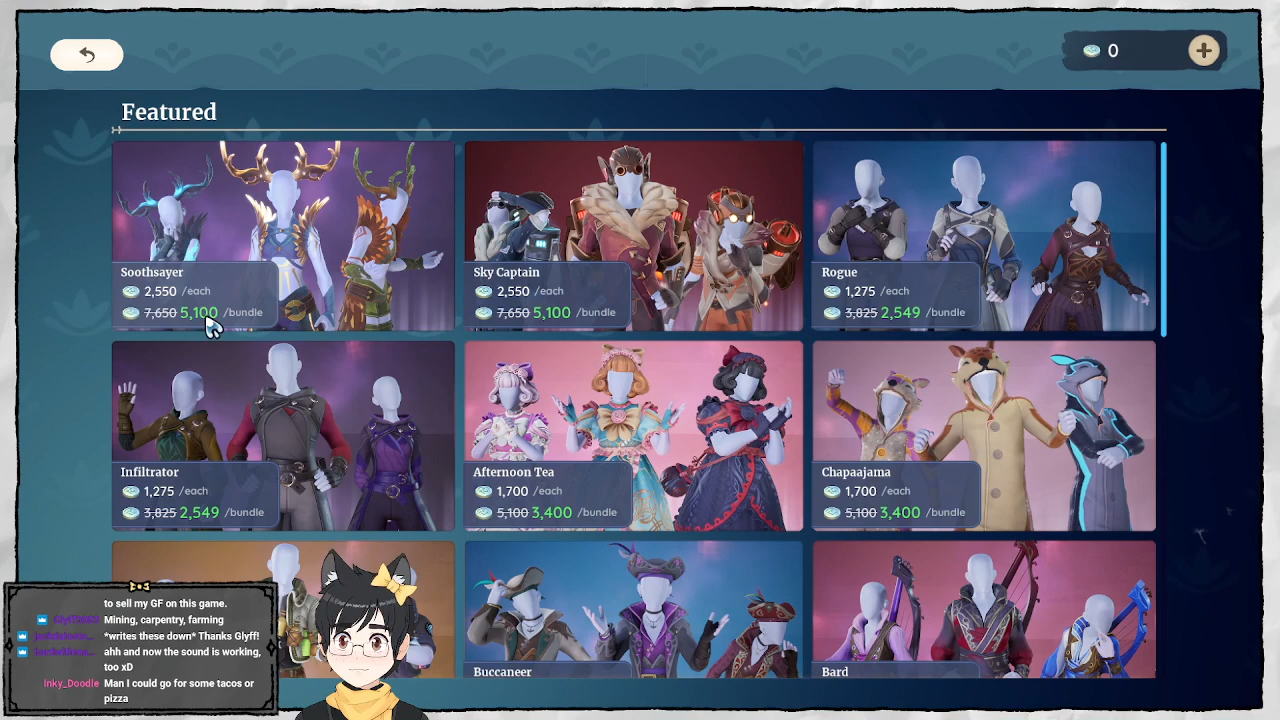 0
Featured
Soothsayer
2,550 /each
7,650 5,100 /bundle
Sky Captain
2,550 /each
7,650 5,100 /bundle
Rogue
1,275 /each
3,825 2,549 /bundle
Infiltrator
1,275 /each
3,825 2,549 /bundle
Afternoon Tea
1,700 /each
5,100 3,400 /bundle
Chapaajama
1,700 /each
5,100 3,400 /bundle
Buccaneer
Bard
to sell my GF on this game.
Mining, carpentry, farming
*writes these down* Thanks Glyff!
ahh and now the sound is working,
too xD
Inky_Doodle Man I could go for some tacos or
pizza